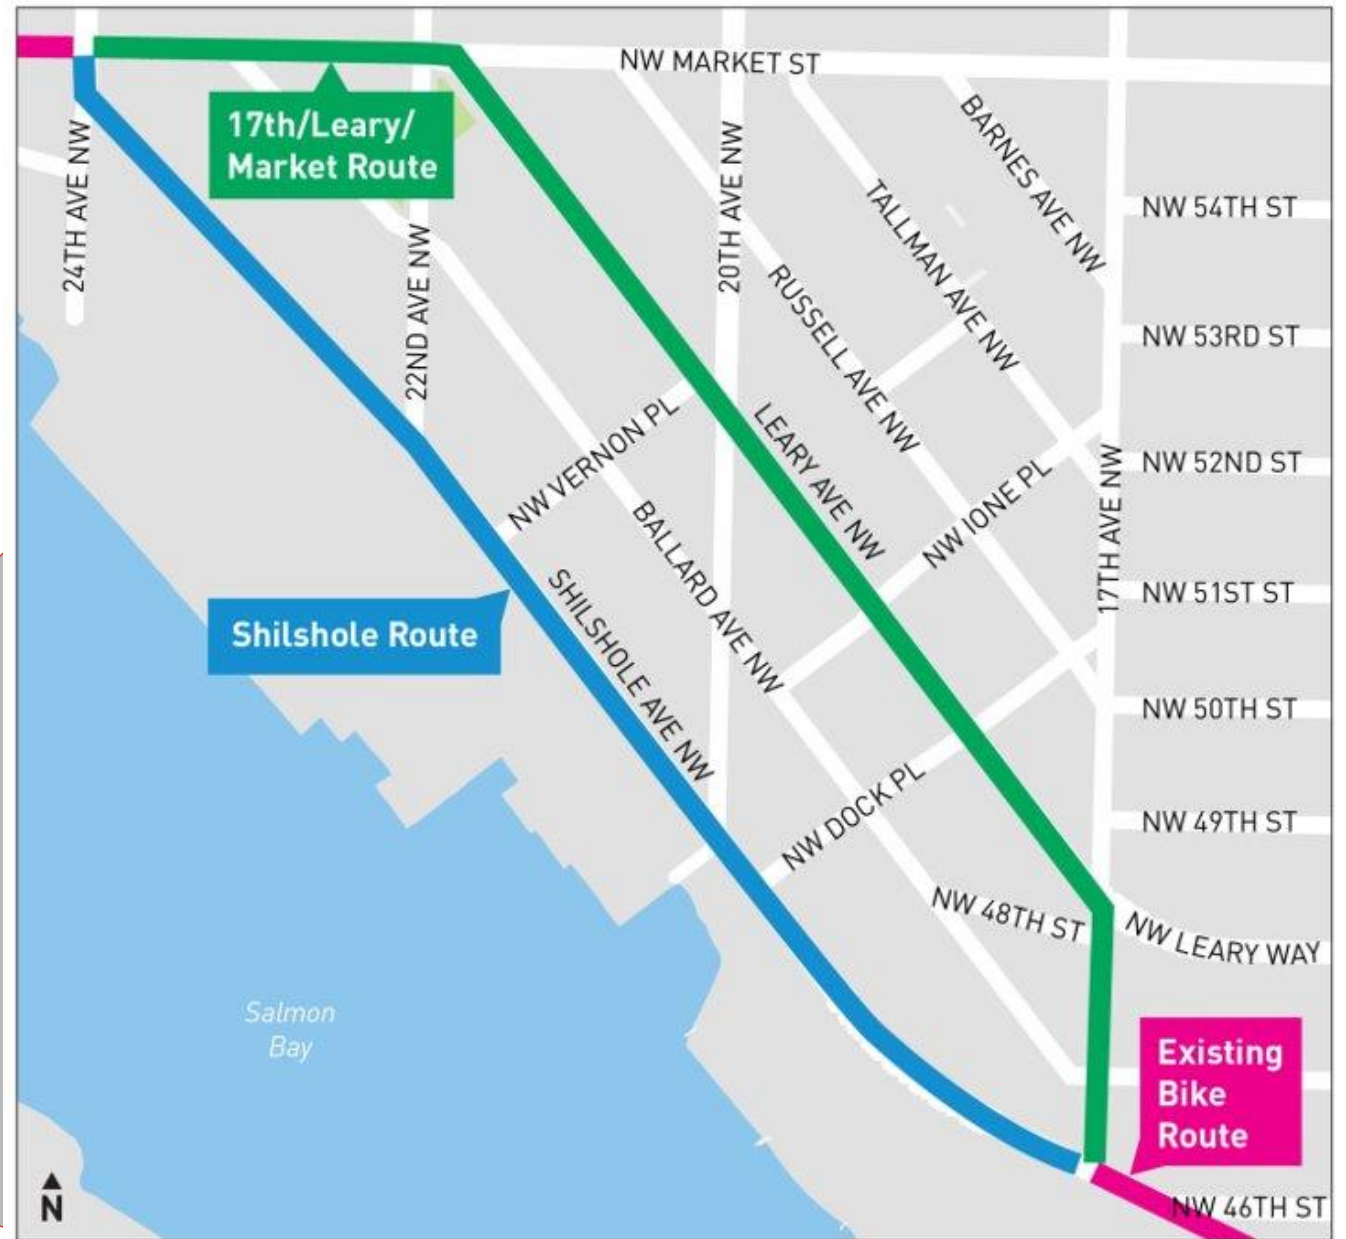 NW MARKET ST
17th/Leary/
Market Route
BARNES AVE NW
24TH AVE NW
22ND AVE NW
20TH AVE NW
TALLMAN AVE NW
NW 54TH ST
RUSSELL AVE NW
NW 53RD ST
NW VERNON PL
LEARY AVE NW
NW IONE PL
17TH AVE NW
NW 52ND ST
BALLARD AVE NW
NW 51ST ST
Shilshole Route
SHILSHOLE AVE NW
NW 50TH ST
NW DOCK PL
NW 49TH ST
NW 48TH ST
NW LEARY WAY
Salmon
Bay
Existing
Bike
Route
N
NW 46TH ST